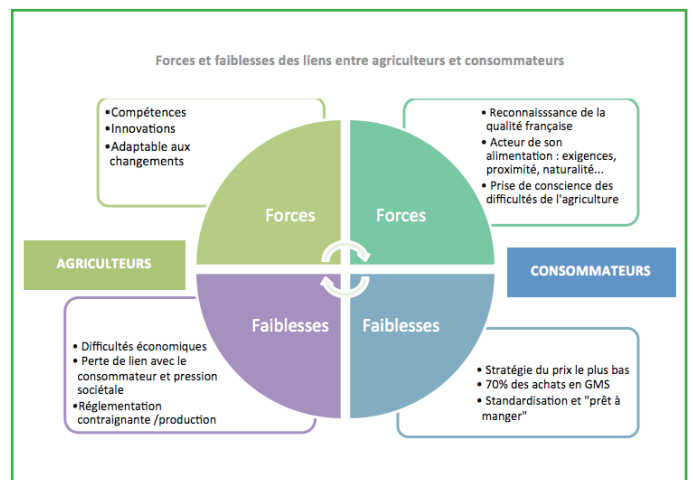 Forces et faiblesses des liens entre agriculteurs et consommateurs
•Compétences
•Innovations
•Adaptable aux
changements
• Reconnaisssance de la
qualité française
• Acteur de son
alimentation : exigences,
proximité, naturalité...
• Prise de conscience des
difficultés de l'agriculture
Forces
Forces
AGRICULTEURS
CONSOMMATEURS
Faiblesses
Faiblesses
• Difficultés économiques
• Perte de lien avec le
consommateur et pression
sociétale
•Réglementation
contraignante /production
• Stratégie du prix le plus bas
• 70% des achats en GMS
• Standardisation et "prêt à
manger"